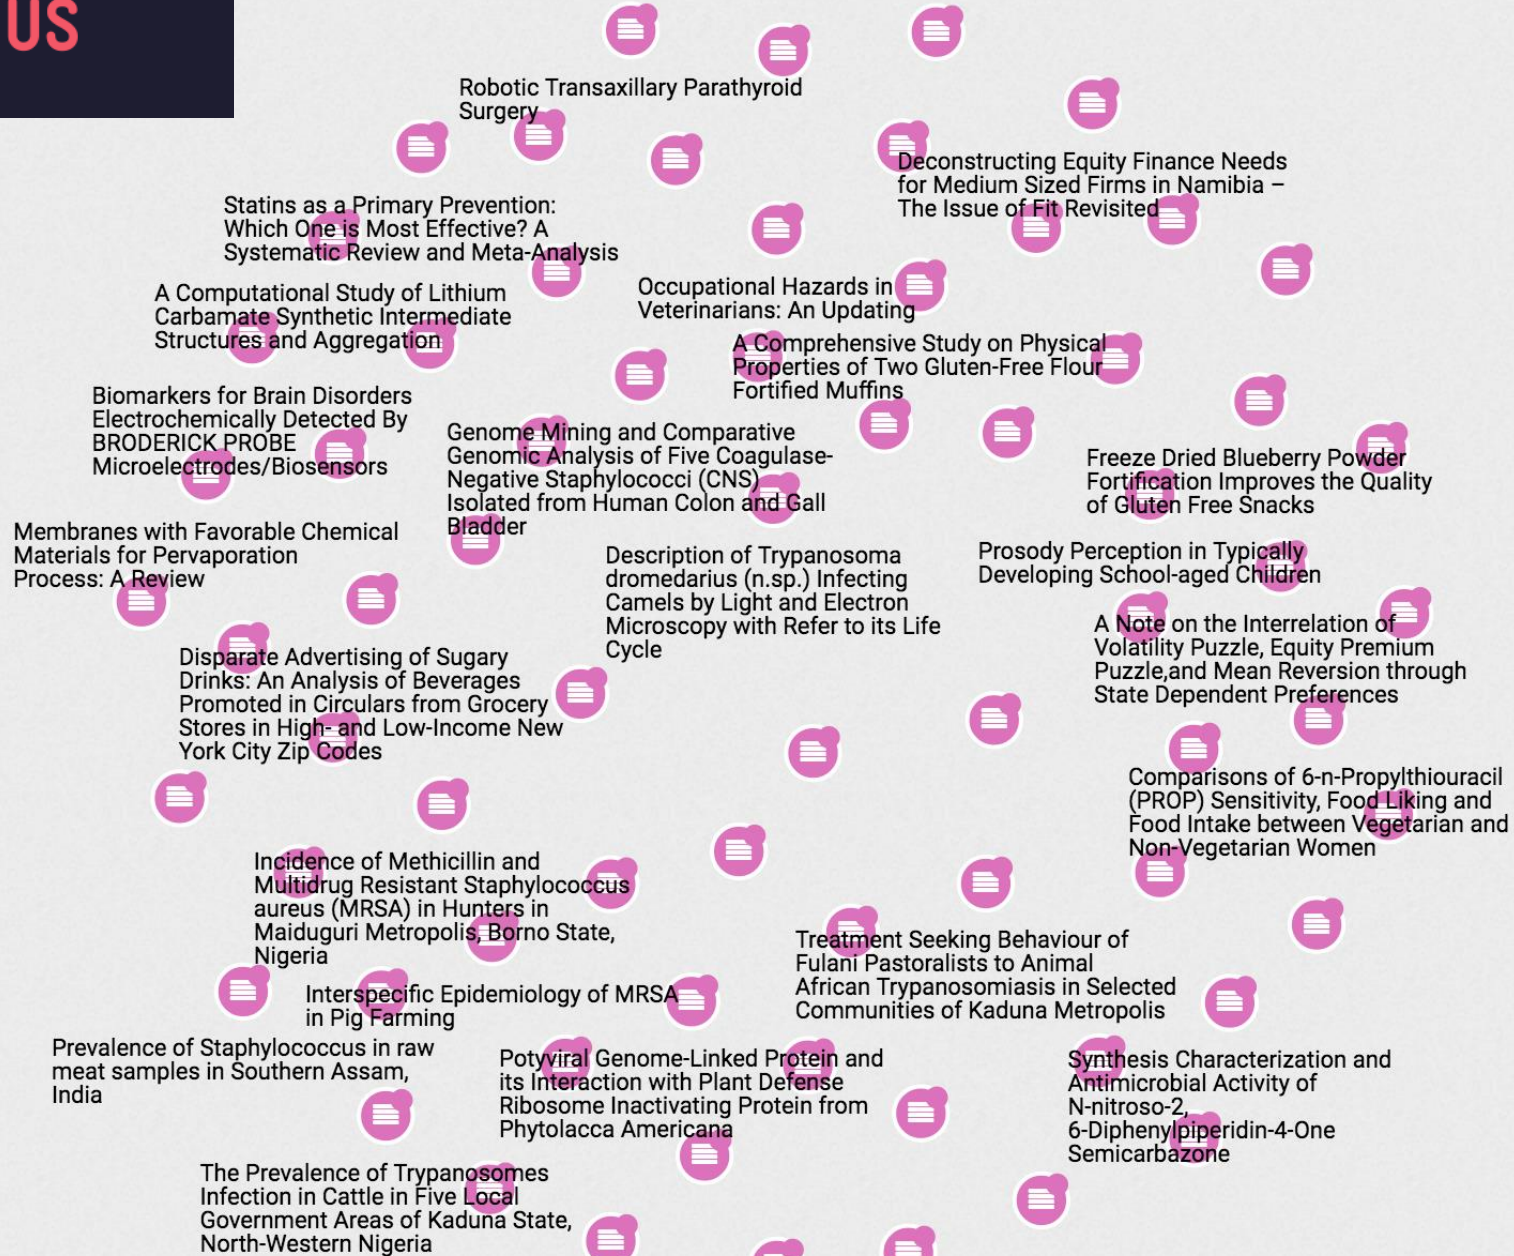 US
Robotic Transaxillary Parathyroid
Surgery
Deconstructing Equity Finance Needs
for Medium Sized Firms in Namibia –
The Issue of Fit Revisited
Statins as a Primary Prevention:
Which One is Most Effective? A
Systematic Review and Meta-Analysis
Occupational Hazards in
Veterinarians: An Updating
A Computational Study of Lithium
Carbamate Synthetic Intermediate
Structures and Aggregation
A Comprehensive Study on Physical
Properties of Two Gluten-Free Flour
Fortified Muffins
Biomarkers for Brain Disorders
Electrochemically Detected By
BRODERICK PROBE
Microelectrodes/Biosensors
Genome Mining and Comparative
Genomic Analysis of Five Coagulase-
Negative Staphylococci (CNS)
Isolated from Human Colon and Gall
Bladder
Freeze Dried Blueberry Powder
Fortification Improves the Quality
of Gluten Free Snacks
Membranes with Favorable Chemical
Materials for Pervaporation
Process: A Review
Description of Trypanosoma
dromedarius (n.sp.) Infecting
Camels by Light and Electron
Microscopy with Refer to its Life
Cycle
Prosody Perception in Typically
Developing School-aged Children
A Note on the Interrelation of
Volatility Puzzle, Equity Premium
Puzzle,and Mean Reversion through
State Dependent Preferences
Disparate Advertising of Sugary
Drinks: An Analysis of Beverages
Promoted in Circulars from Grocery
Stores in High- and Low-Income New
York City Zip Codes
Comparisons of 6-n-Propylthiouracil
(PROP) Sensitivity, Food Liking and
Food Intake between Vegetarian and
Non-Vegetarian Women
Incidence of Methicillin and
Multidrug Resistant Staphylococcus
aureus (MRSA) in Hunters in
Maiduguri Metropolis, Borno State,
Nigeria
Treatment Seeking Behaviour of
Fulani Pastoralists to Animal
African Trypanosomiasis in Selected
Communities of Kaduna Metropolis
Interspecific Epidemiology of MRSA
in Pig Farming
Prevalence of Staphylococcus in raw
meat samples in Southern Assam,
India
Potyviral Genome-Linked Protein and
its Interaction with Plant Defense
Ribosome Inactivating Protein from
Phytolacca Americana
Synthesis Characterization and
Antimicrobial Activity of
N-nitroso-2,
6-Diphenylpiperidin-4-One
Semicarbazone
The Prevalence of Trypanosomes
Infection in Cattle in Five Local
Government Areas of Kaduna State,
North-Western Nigeria